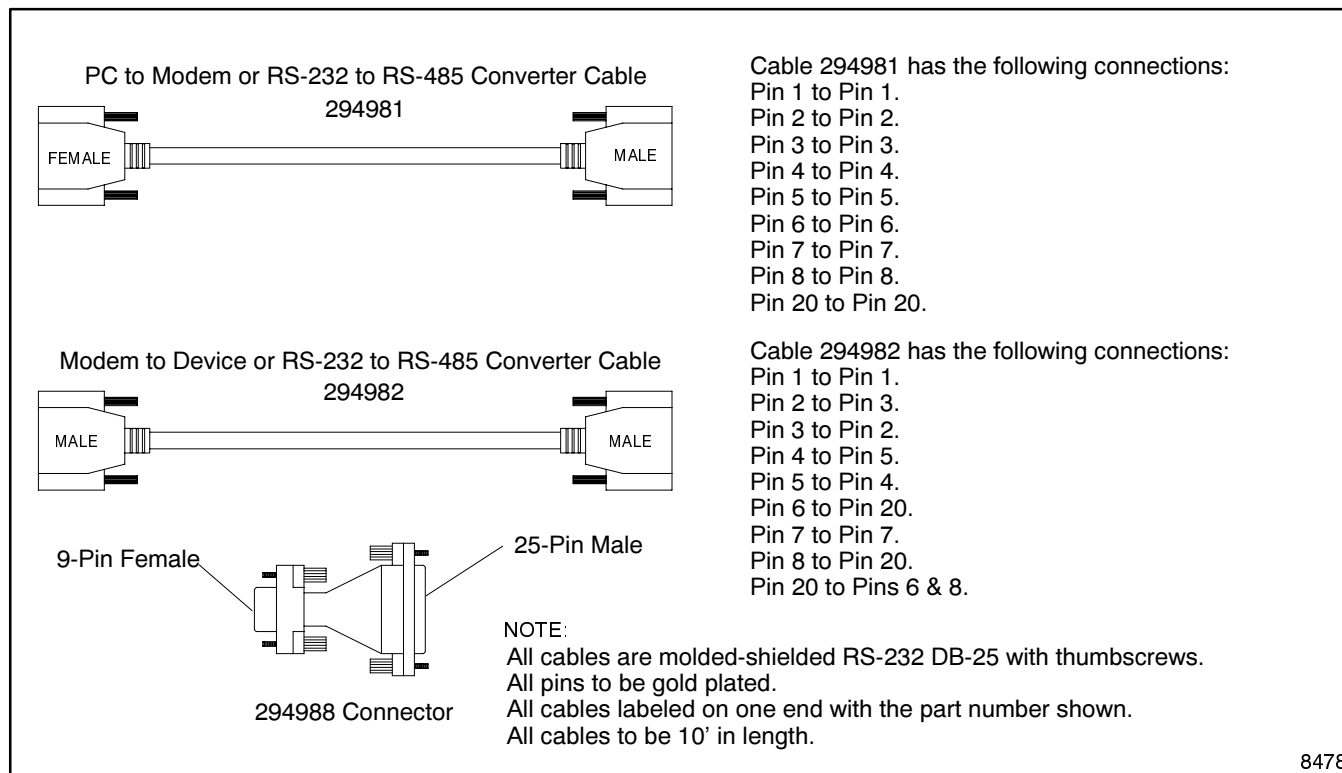 PC to Modem or RS-232 to RS-485 Converter Cable
294981
FEMALE
MALE
Cable 294981 has the following connections:
Pin 1 to Pin 1.
Pin 2 to Pin 2.
Pin 3 to Pin 3.
Pin 4 to Pin 4.
Pin 5 to Pin 5.
Pin 6 to Pin 6.
Pin 7 to Pin 7.
Pin 8 to Pin 8.
Pin 20 to Pin 20.
Modem to Device or RS-232 to RS-485 Converter Cable
294982
MALE
MALE
Cable 294982 has the following connections:
Pin 1 to Pin 1.
Pin 2 to Pin 3.
Pin 3 to Pin 2.
Pin 4 to Pin 5.
Pin 5 to Pin 4.
Pin 6 to Pin 20.
Pin 7 to Pin 7.
Pin 8 to Pin 20.
Pin 20 to Pins 6 & 8.
9-Pin Female
25-Pin Male
294988 Connector
NOTE:
All cables are molded-shielded RS-232 DB-25 with thumbscrews.
All pins to be gold plated.
All cables labeled on one end with the part number shown.
All cables to be 10' in length.
8478